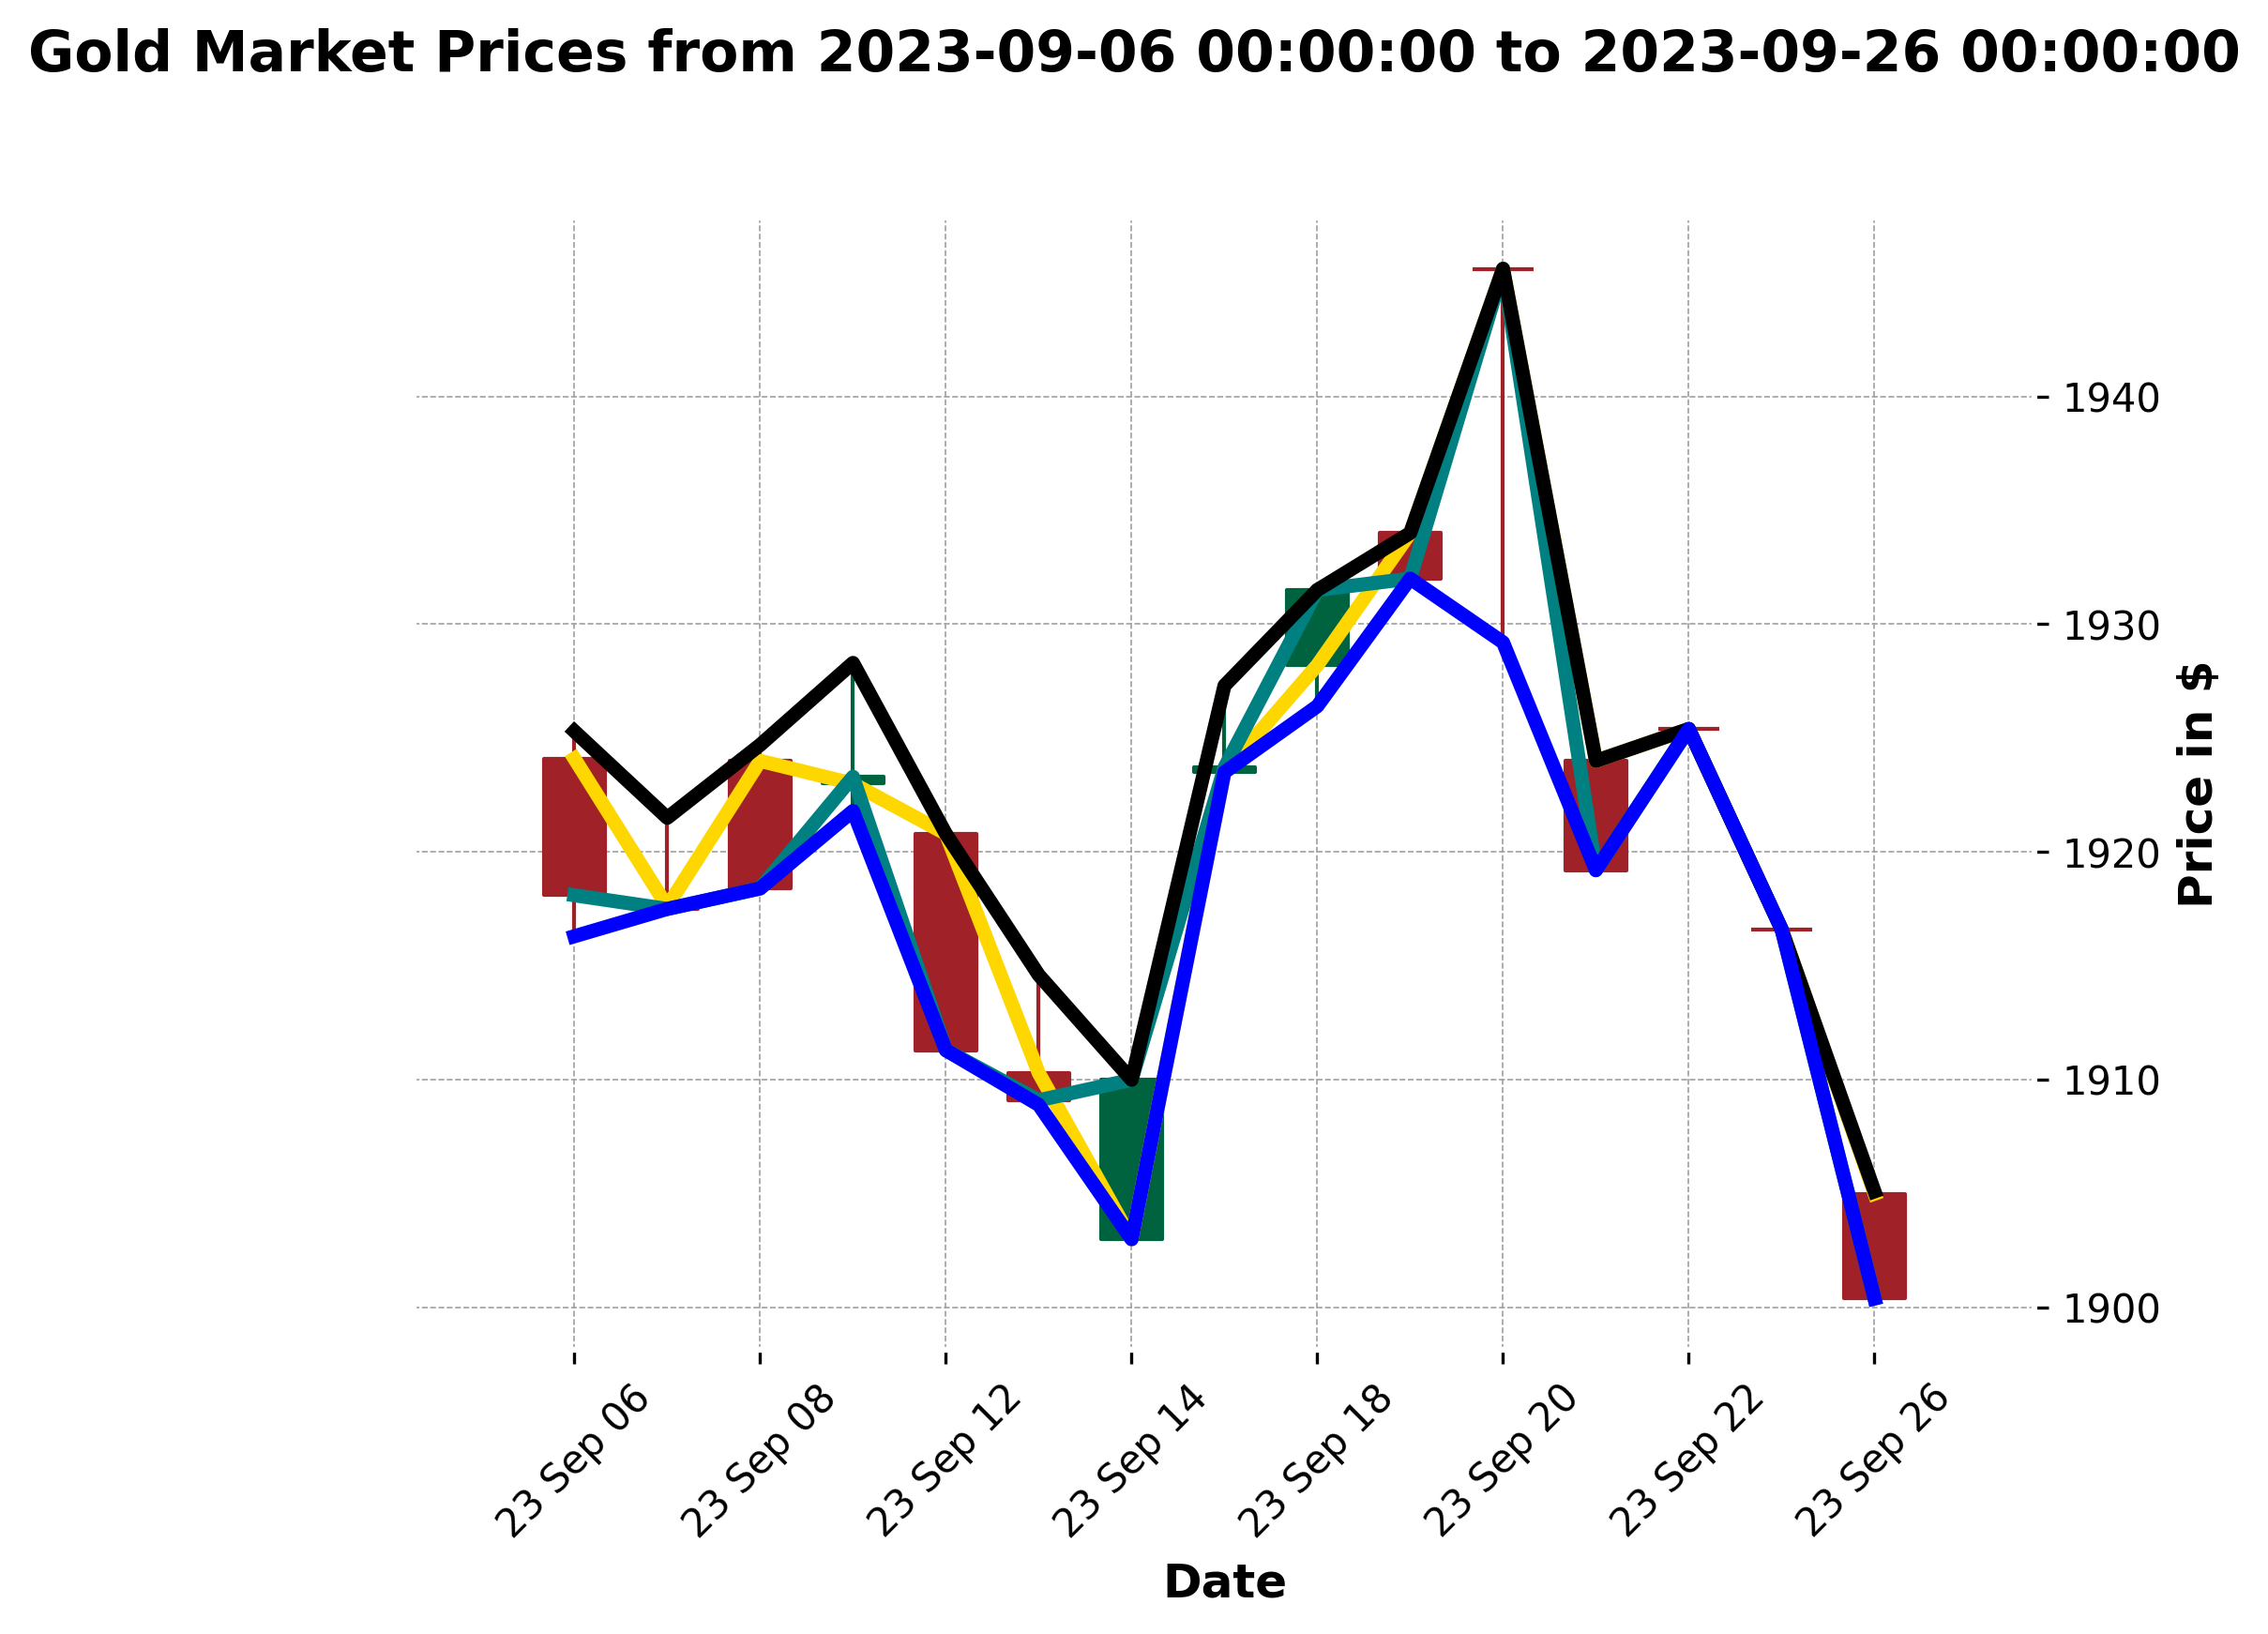 Gold Market Prices from 2023-09-06 00:00:00 to 2023-09-26 00:00:00
1940
1930
1920
1910
1900
Price in $
23 Sep 06
23 Sep 08
23 Sep 12
23 Sep 14
23 Sep 18
23 Sep 20
23 Sep 22
23 Sep 26
Date